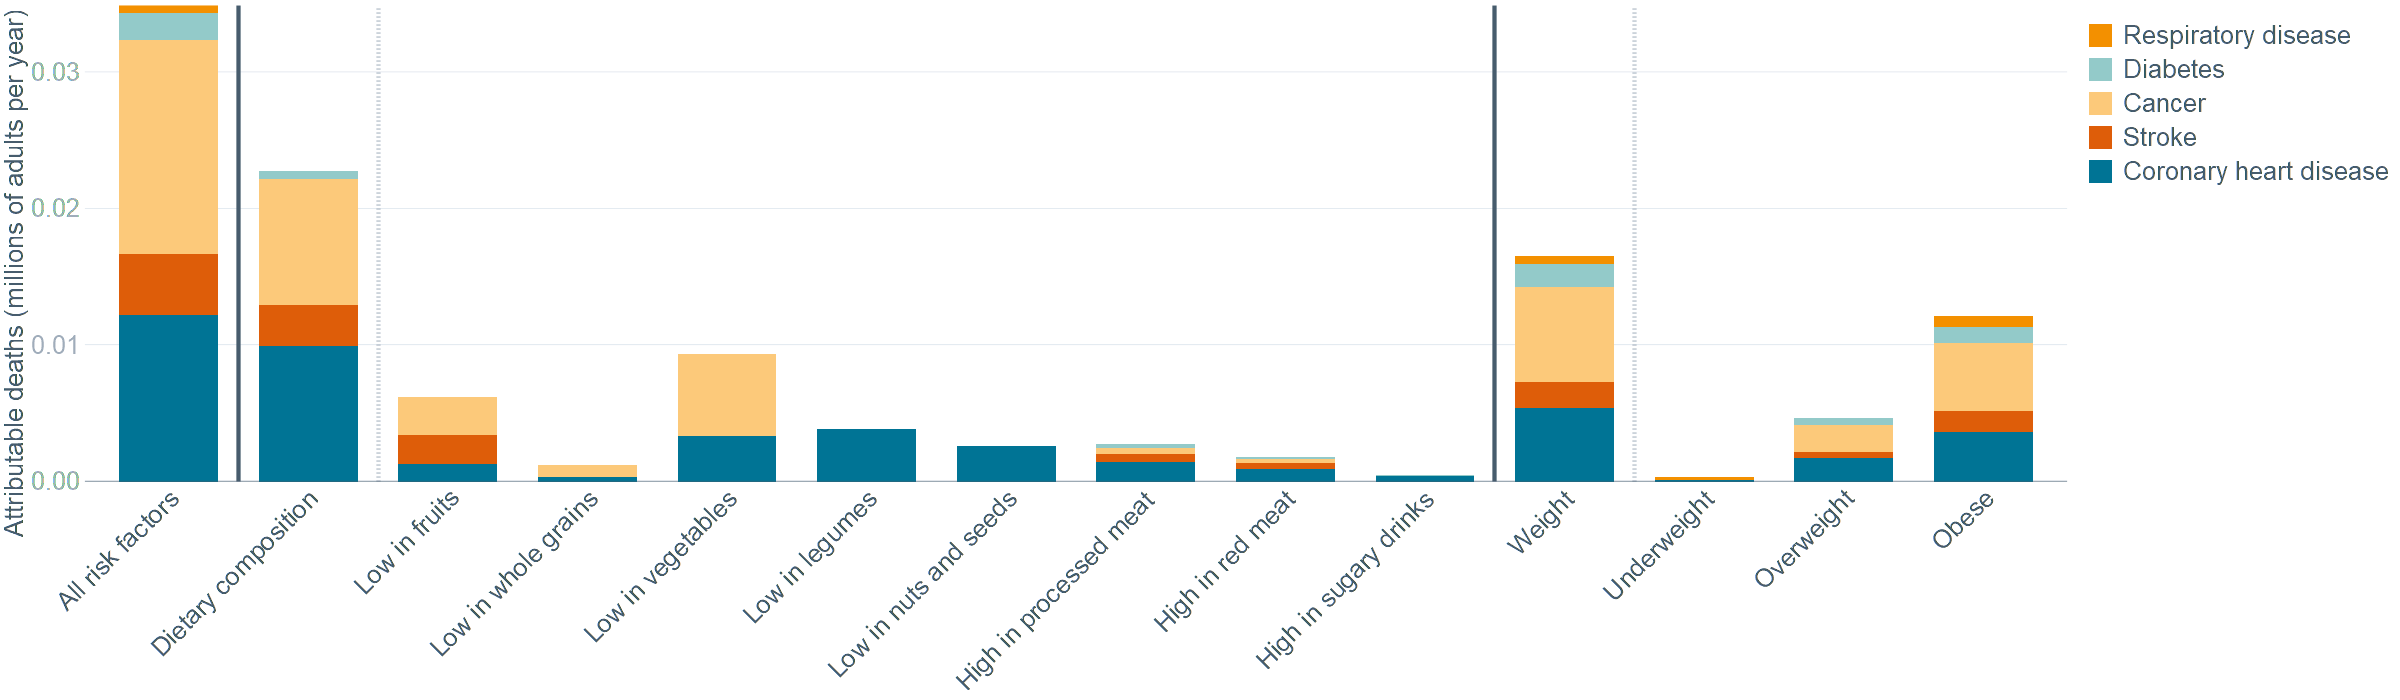 Attributable deaths (millions of adults per year)
0.03
0.02
0.01
0.00
All risk factors
Dietary composition
Low in fruits
Low in whole grains
Low in vegetables
Low in legumes
Low in nuts and seeds
High in processed meat
High in red meat
High in sugary drinks
Weight
Underweight
Overweight
Obese
Respiratory disease
Diabetes
Cancer
Stroke
Coronary heart disease